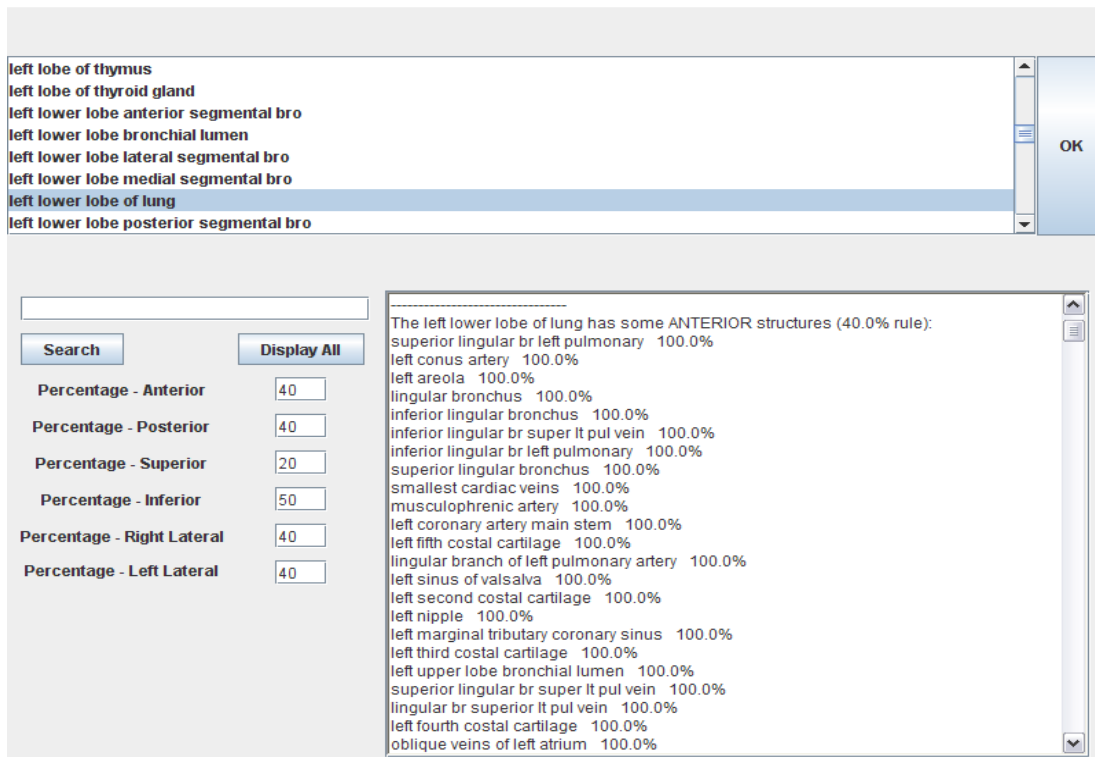 left lobe of thymus
left lobe of thyroid gland
left lower lobe anterior segmental bro
left lower lobe bronchial lumen
left lower lobe lateral segmental bro
left lower lobe medial segmental bro
left lower lobe of lung
left lower lobe posterior segmental bro
OK
Search
Display All
Percentage - Anterior
40
Percentage - Posterior
40
Percentage - Superior
20
Percentage - Inferior
50
Percentage - Right Lateral
40
Percentage - Left Lateral
40
--------------------------------
The left lower lobe of lung has some ANTERIOR structures (40.0% rule):
superior lingular br left pulmonary 100.0%
left conus artery 100.0%
left areola 100.0%
lingular bronchus 100.0%
inferior lingular bronchus 100.0%
inferior lingular br super lt pul vein 100.0%
inferior lingular br left pulmonary 100.0%
superior lingular bronchus 100.0%
smallest cardiac veins 100.0%
musculophrenic artery 100.0%
left coronary artery main stem 100.0%
left fifth costal cartilage 100.0%
lingular branch of left pulmonary artery 100.0%
left sinus of valsalva 100.0%
left second costal cartilage 100.0%
left nipple 100.0%
left marginal tributary coronary sinus 100.0%
left third costal cartilage 100.0%
left upper lobe bronchial lumen 100.0%
superior lingular br super lt pul vein 100.0%
lingular br superior lt pul vein 100.0%
left fourth costal cartilage 100.0%
oblique veins of left atrium 100.0%